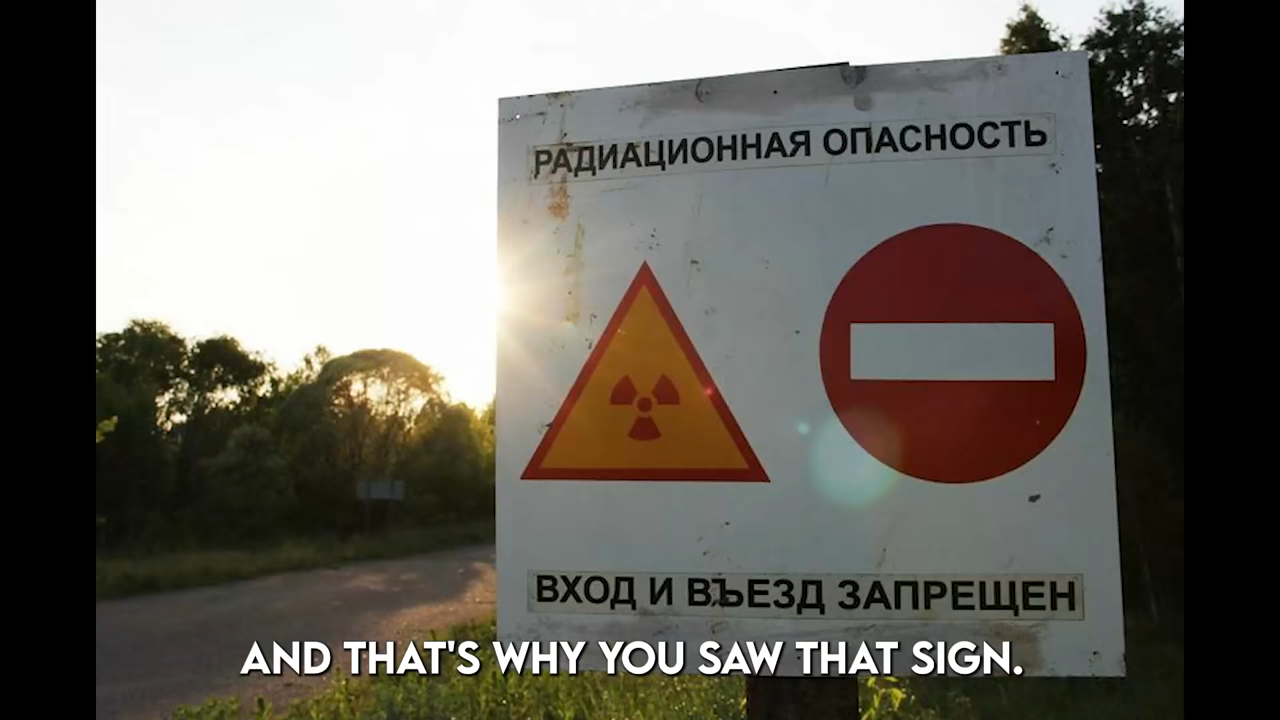 РАДИАЦИОННАЯ ОПАСНОСТЬ
ВХОД И ВЪЕЗД ЗАПРЕЩЕН
AND THAT'S WHY YOU SAW THAT SIGN.